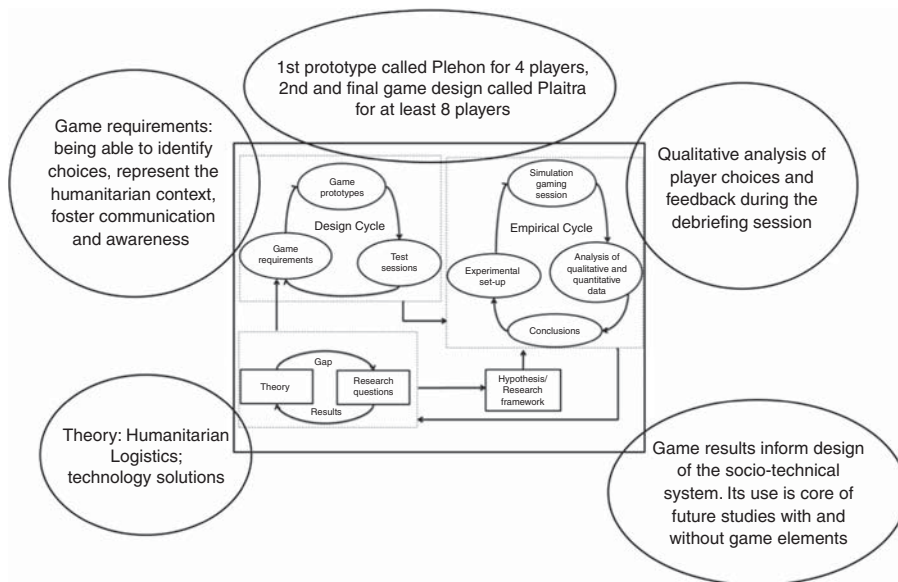 1st prototype called Plehon for 4 players,
2nd and final game design called Plaitra
for at least 8 players
Game requirements:
being able to identify
choices, represent the
humanitarian context,
foster communication
and awareness
Qualitative analysis of
player choices and
feedback during the
debriefing session
Game
prototypes
Design Cycle
Game
requirements
Test
sessions
Simulation
gaming
session
Empirical Cycle
Experimental
set-up
Analysis of
qualitative and
quantitative
data
Conclusions
Gap
Theory
Research
questions
Results
Hypothesis/
Research
framework
Theory: Humanitarian
Logistics;
technology solutions
Game results inform design
of the socio-technical
system. Its use is core of
future studies with and
without game elements